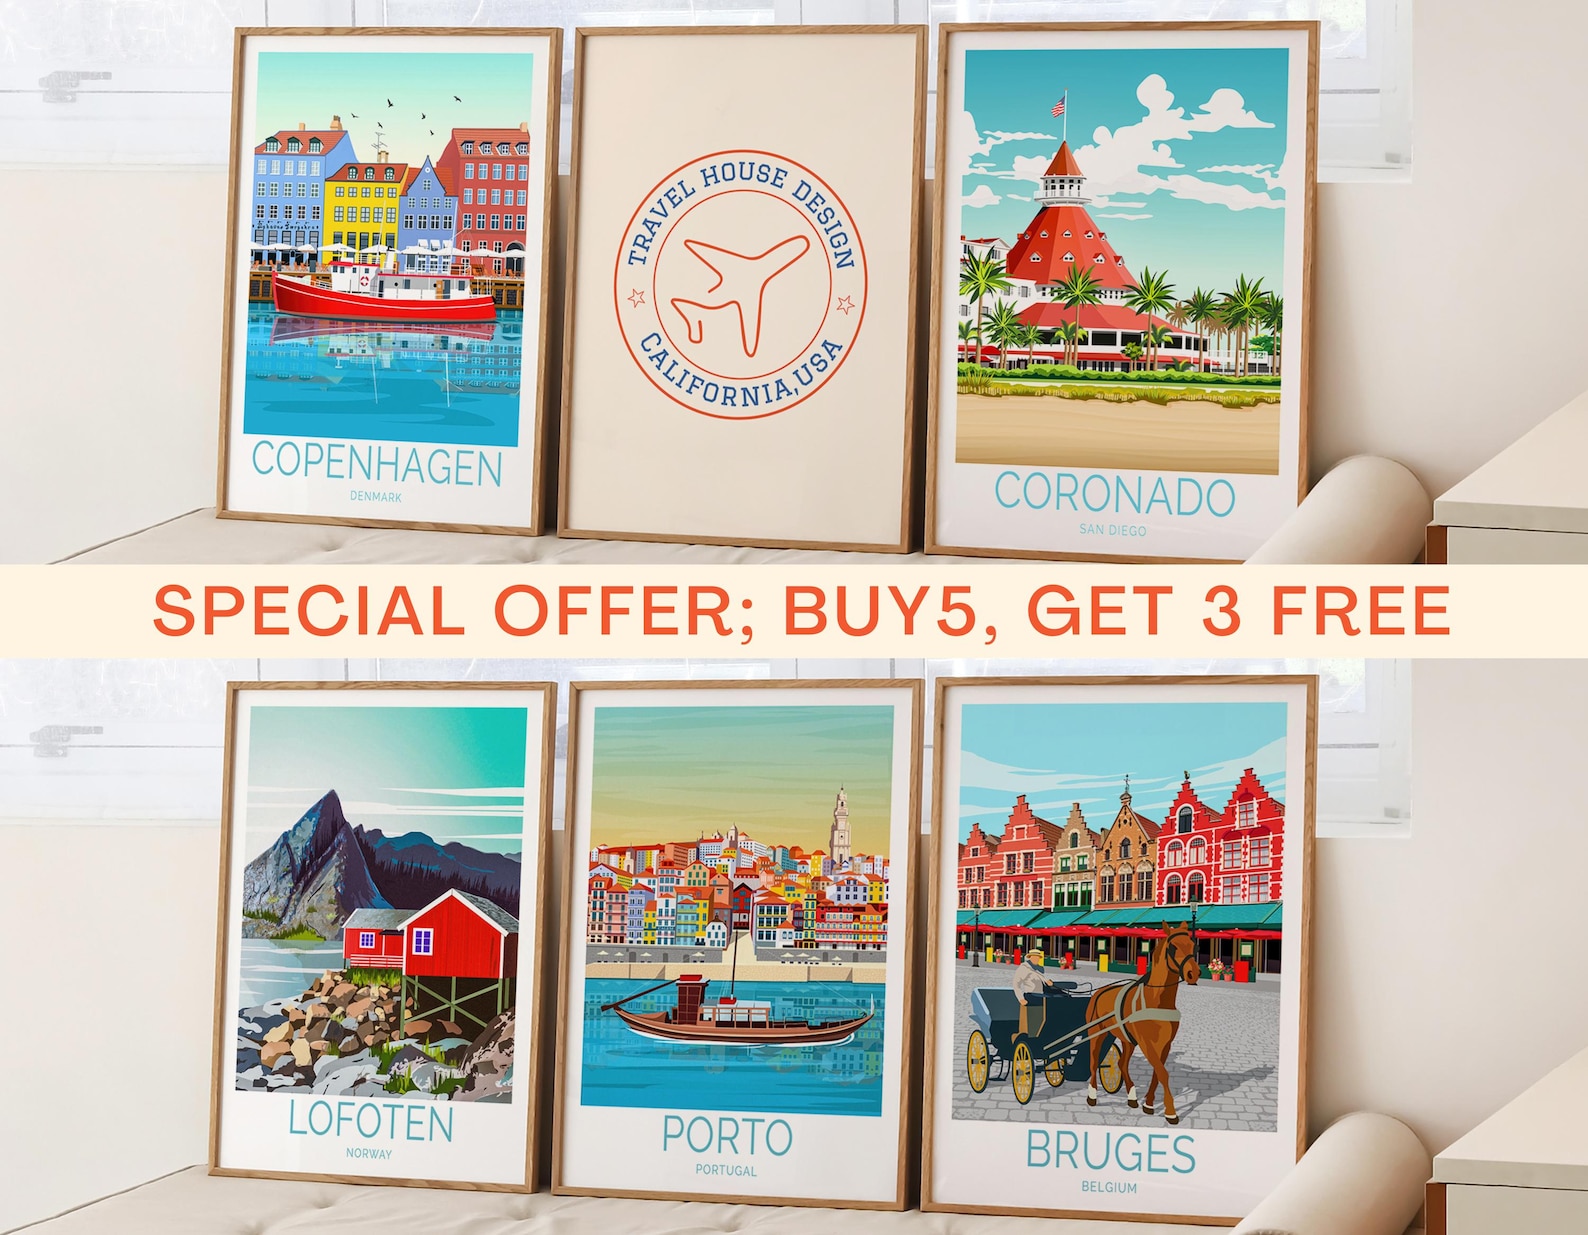 COPENHAGEN
DENMARK
TRAVEL HOUSE DESIGN
CALIFORNIA,USA
CORONADO
SAN DIEGO
SPECIAL OFFER; BUY5, GET 3 FREE
LOFOTEN
NORWAY
PORTO
PORTUGAL
BRUGES
BELGIUM